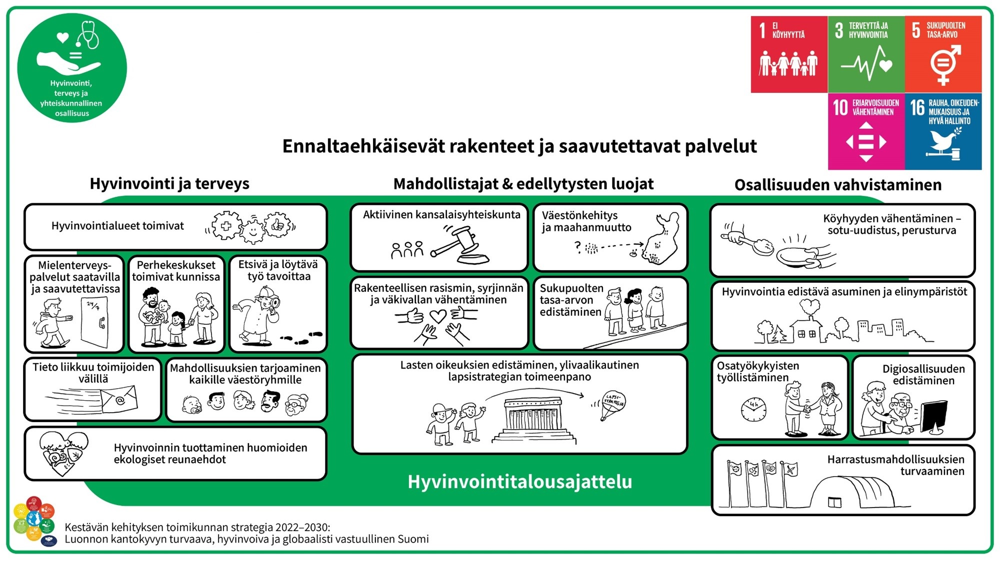 Hyvinvointi,
terveys ja
yhteiskunnallinen
osallisuus
1 EI
KÖYHYYTTÄ
3 TERVEYTTÄ JA
HYVINVOINTIA
5 SUKUPUOLTEN
TASA-ARVO
10 ERIARVOISUUDEN
VÄHENTÄMINEN
16 RAUHA, OIKEUDEN-
MUKAISUUS JA
HYVÄ HALLINTO
Ennaltaehkäisevät rakenteet ja saavutettavat palvelut
Hyvinvointi ja terveys
Hyvinvointialueet toimivat
Mielenterveys-
palvelut saatavilla
ja saavutettavissa
24/7
Perhekeskukset
toimivat kunnissa
Etsivä ja löytävä
työ tavoittaa
Tieto liikkuu toimijoiden
välillä
@
Mahdollisuuksien tarjoaminen
kaikille väestöryhmille
Hyvinvoinnin tuottaminen huomioiden
ekologiset reunaehdot
Mahdollistajat & edellytysten luojat
Aktiivinen kansalaisyhteiskunta
Väestönkehitys
ja maahanmuutto
?
Rakenteellisen rasismin, syrjinnän
ja väkivallan vähentäminen
Sukupuolten
tasa-arvon
edistäminen
Lasten oikeuksien edistäminen, ylivaalikautinen
lapsistrategian toimeenpano
LAPSI-
STRATEGIA
Hyvinvointitalousajattelu
Osallisuuden vahvistaminen
Köyhyyden vähentäminen –
sotu-uudistus, perusturva
Hyvinvointia edistävä asuminen ja elinympäristöt
Osatyökykyisten
työllistäminen
4h
Digiosallisuuden
edistäminen
Harrastusmahdollisuuksien
turvaaminen
Kestävän kehityksen toimikunnan strategia 2022–2030:
Luonnon kantokyvyn turvaava, hyvinvoiva ja globaalisti vastuullinen Suomi